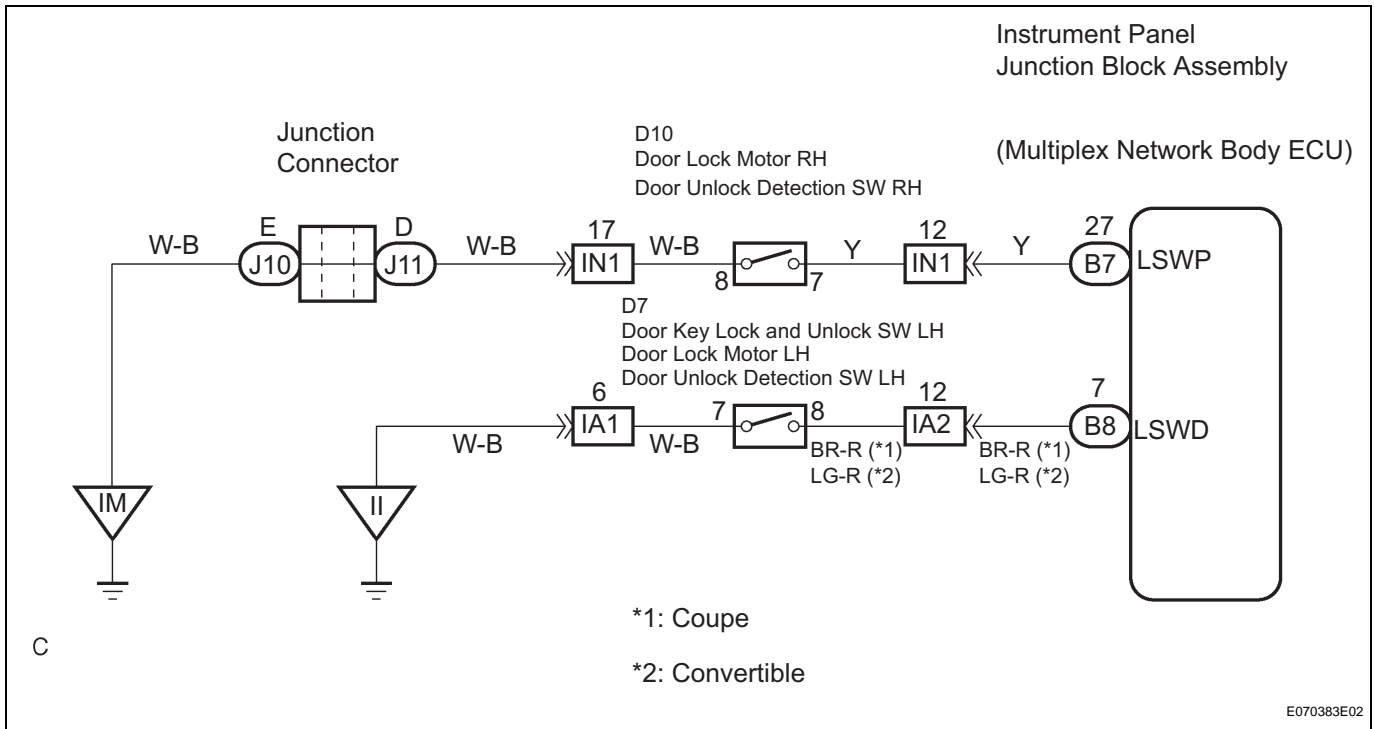 Instrument Panel
Junction Block Assembly
(Multiplex Network Body ECU)
Junction
Connector
D10
Door Lock Motor RH
Door Unlock Detection SW RH
W-B
E
J10
D
J11
W-B
17
IN1
W-B
8
7
Y
12
IN1
Y
27
B7
LSWP
D7
Door Key Lock and Unlock SW LH
Door Lock Motor LH
Door Unlock Detection SW LH
W-B
6
IA1
W-B
7
8
BR-R (*1)
LG-R (*2)
12
IA2
BR-R (*1)
LG-R (*2)
7
B8
LSWD
IM
II
*1: Coupe
*2: Convertible
C
E070383E02